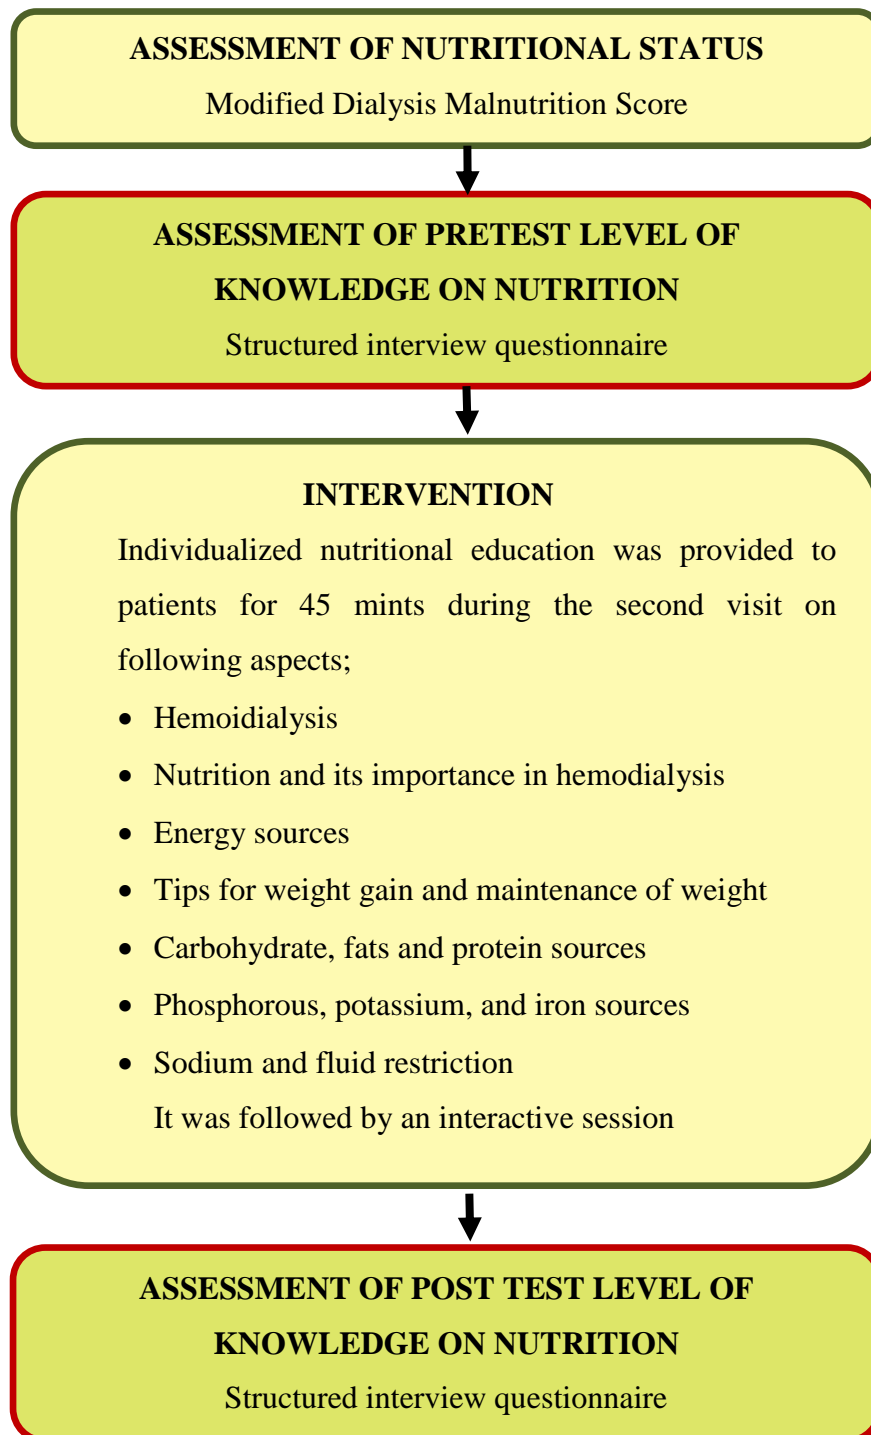 ASSESSMENT OF NUTRITIONAL STATUS
Modified Dialysis Malnutrition Score
ASSESSMENT OF PRETEST LEVEL OF
KNOWLEDGE ON NUTRITION
Structured interview questionnaire
INTERVENTION
Individualized nutritional education was provided to
patients for 45 mints during the second visit on
following aspects;
• Hemoidialysis
• Nutrition and its importance in hemodialysis
• Energy sources
• Tips for weight gain and maintenance of weight
• Carbohydrate, fats and protein sources
• Phosphorous, potassium, and iron sources
• Sodium and fluid restriction
It was followed by an interactive session
ASSESSMENT OF POST TEST LEVEL OF
KNOWLEDGE ON NUTRITION
Structured interview questionnaire